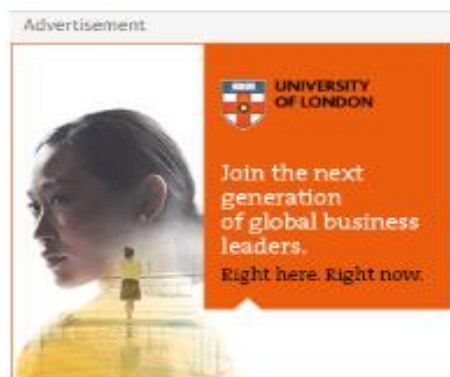 Advertisement
UNIVERSITY
OF LONDON
Join the next
generation
of global business
leaders.
Right here. Right now.